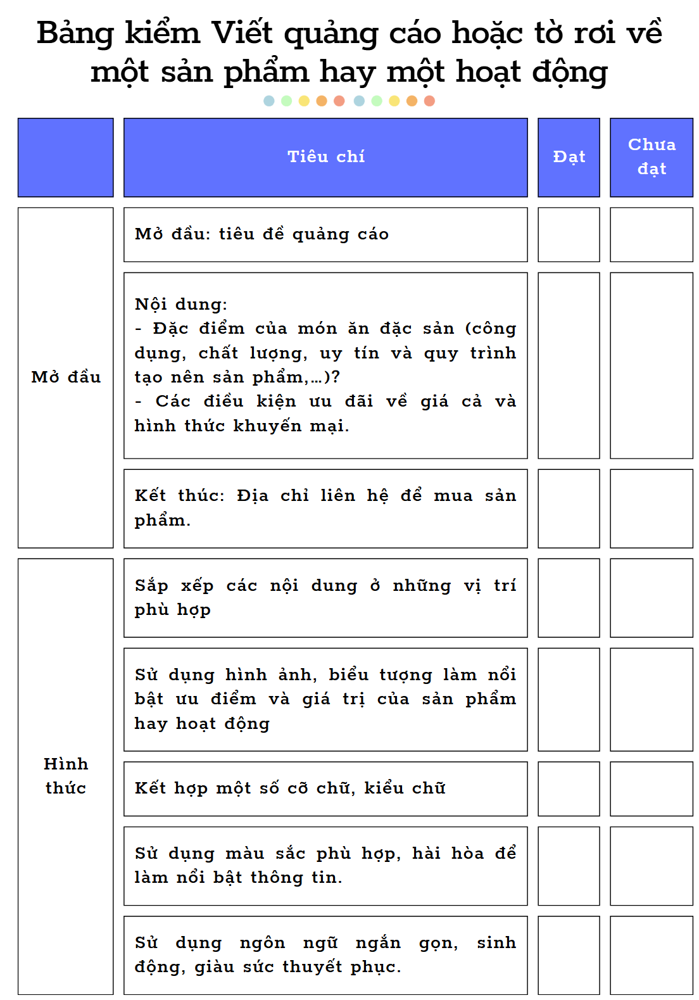 Bảng kiểm Viết quảng cáo hoặc tờ rơi về
một sản phẩm hay một hoạt động
Tiêu chí
Đạt
Chưa
đạt
Mở đầu
Mở đầu: tiêu đề quảng cáo
Nội dung:
- Đặc điểm của món ăn đặc sản (công
dụng, chất lượng, uy tín và quy trình
tạo nên sản phẩm,...)?
- Các điều kiện ưu đãi về giá cả và
hình thức khuyến mại.
Kết thúc: Địa chỉ liên hệ để mua sản
phẩm.
Hình
thức
Sắp xếp các nội dung ở những vị trí
phù hợp
Sử dụng hình ảnh, biểu tượng làm nổi
bật ưu điểm và giá trị của sản phẩm
hay hoạt động
Kết hợp một số cỡ chữ, kiểu chữ
Sử dụng màu sắc phù hợp, hài hòa để
làm nổi bật thông tin.
Sử dụng ngôn ngữ ngắn gọn, sinh
động, giàu sức thuyết phục.